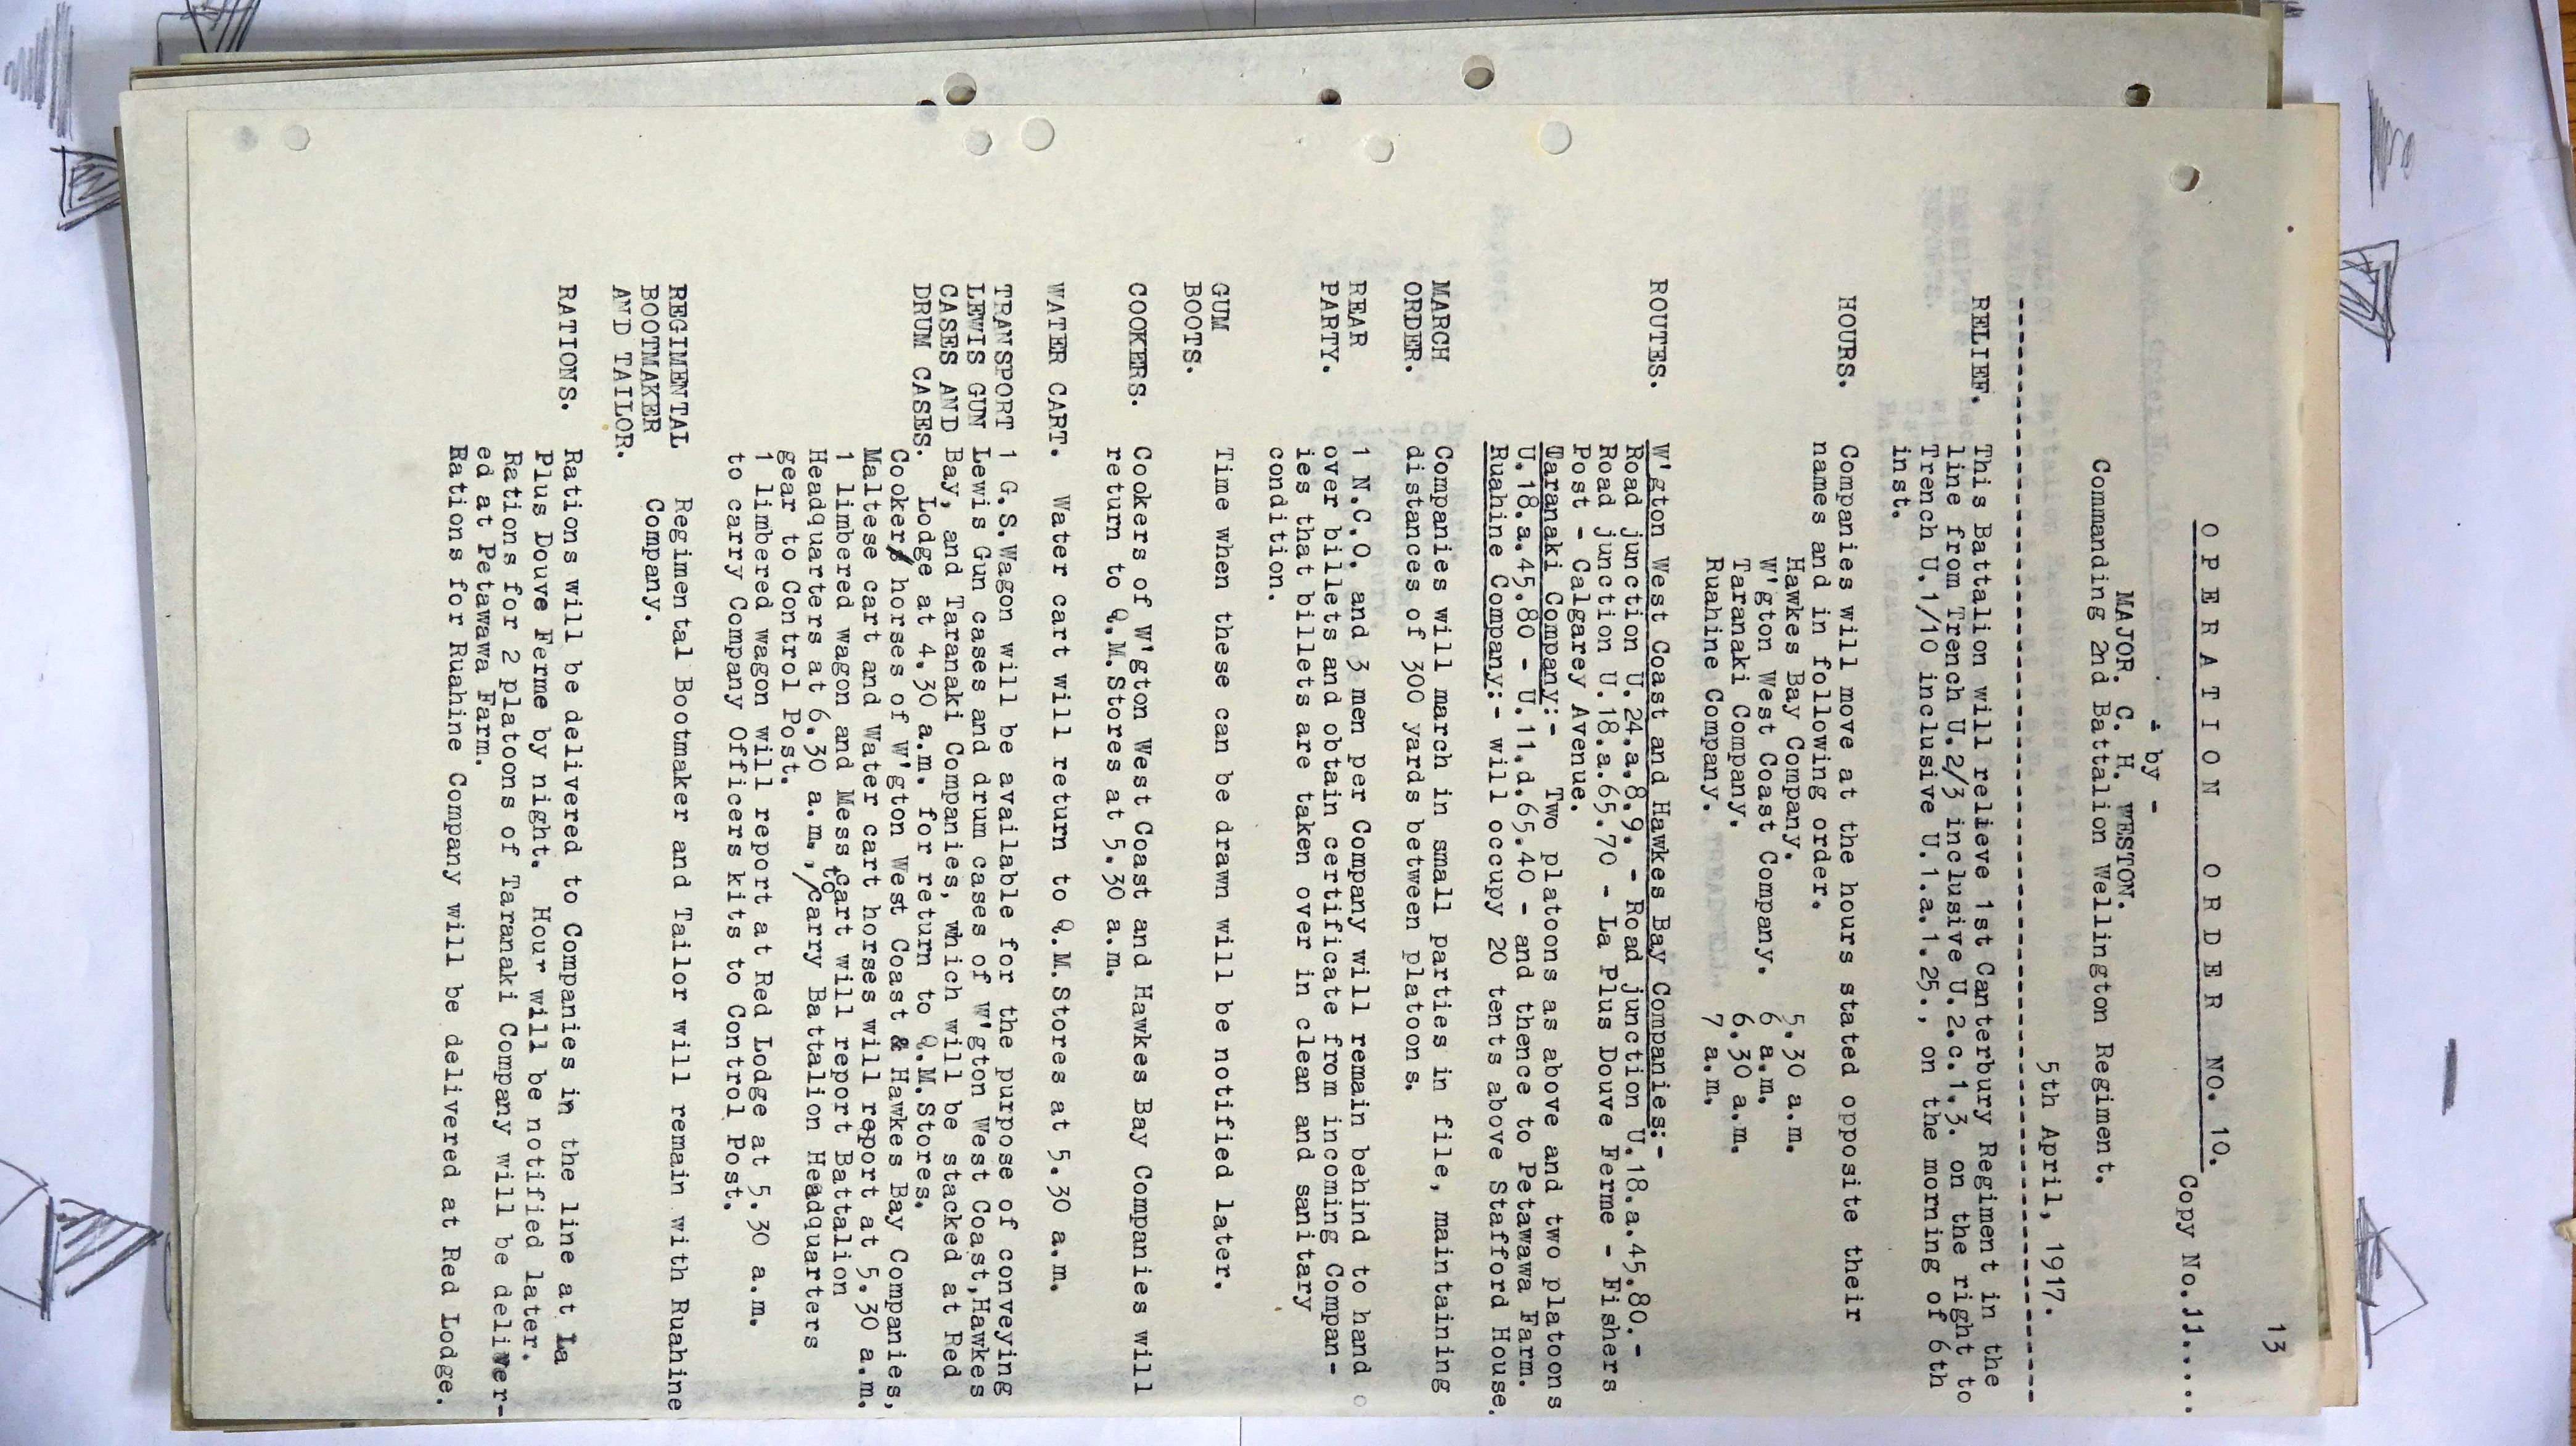 13
OPERATION ORDER NO. 10.
Copy No.11.....
- by -
MAJOR. C. H. WESTON.
Commanding 2nd Battalion Wellington Regiment.
5th April, 1917.
RELIEF. This Battalion will relieve 1st Canterbury Regiment in the
line from Trench U.2/3 inclusive U.2.c.1.3. on the right to
Trench U.1/10 inclusive U.1.a.1.25., on the morning of 6th
inst.
HOURS. Companies will move at the hours stated opposite their
names and in following order.
Hawkes Bay Company. 5.30 a.m.
W'gton West Coast Company. 6 a.m.
Taranaki Company. 6.30 a.m.
Ruahine Company. 7 a.m.
ROUTES. W'gton West Coast and Hawkes Bay Companies:-
Road junction U.24.a.8.9. - Road junction U.18.a.45.80. -
Road junction U.18.a.65.70 - La Plus Douve Ferme - Fishers
Post - Calgarey Avenue.
Taranaki Company:- Two platoons as above and two platoons
U.18.a.45.80 - U.11.d.65.40 - and thence to Petawawa Farm.
Ruahine Company:- will occupy 20 tents above Stafford House.
MARCH Companies will march in small parties in file, maintaining
ORDER. distances of 300 yards between platoons.
REAR 1 N.C.O. and 3 men per Company will remain behind to hand
PARTY. over billets and obtain certificate from incoming Compan-
ies that billets are taken over in clean and sanitary
condition.
GUM Time when these can be drawn will be notified later.
BOOTS.
COOKERS. Cookers of W'gton West Coast and Hawkes Bay Companies will
return to Q.M.Stores at 5.30 a.m.
WATER CART. Water cart will return to Q.M.Stores at 5.30 a.m.
TRANSPORT 1 G.S.Wagon will be available for the purpose of conveying
LEWIS GUN Lewis Gun cases and drum cases of W'gton West Coast,Hawkes
CASES AND Bay, and Taranaki Companies, which will be stacked at Red
DRUM CASES. Lodge at 4.30 a.m. for return to Q.M.Stores.
Cooker horses of W'gton West Coast & Hawkes Bay Companies,
Maltese cart and Water cart horses will report at 5.30 a.m.
1 limbered wagon and Mess cart will report Battalion
Headquarters at 6.30 a.m.,/to carry Battalion Headquarters
gear to Control Post.
1 limbered wagon will report at Red Lodge at 5.30 a.m.
to carry Company Officers kits to Control Post.
REGIMENTAL Regimental Bootmaker and Tailor will remain with Ruahine
BOOTMAKER Company.
AND TAILOR.
RATIONS. Rations will be delivered to Companies in the line at La
Plus Douve Ferme by night. Hour will be notified later.
Rations for 2 platoons of Taranaki Company will be deliver-
ed at Petawawa Farm.
Rations for Ruahine Company will be delivered at Red Lodge.